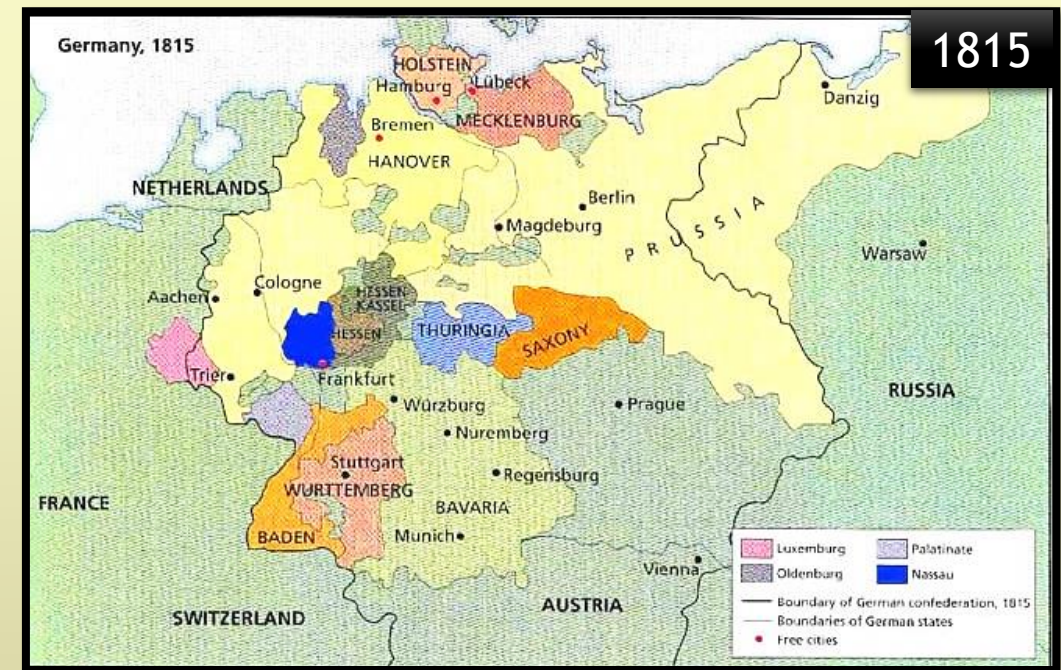 Germany, 1815
1815
HOLSTEIN
Hamburg
Lübeck
Danzig
MECKLENBURG
Bremen
HANOVER
NETHERLANDS
Berlin
Magdeburg
PRUSSIA
Warsaw
Cologne
Aachen
HESSEN
KASSEL
HESSEN
THURINGIA
SAXONY
Trier
Frankfurt
RUSSIA
Würzburg
Prague
Nuremberg
Stuttgart
Regensburg
WURTTEMBERG
FRANCE
BAVARIA
BADEN
Munich
Vienna
SWITZERLAND
AUSTRIA
Luxemburg
Palatinate
Oldenburg
Nassau
Boundary of German confederation, 1815
Boundaries of German states
Free cities